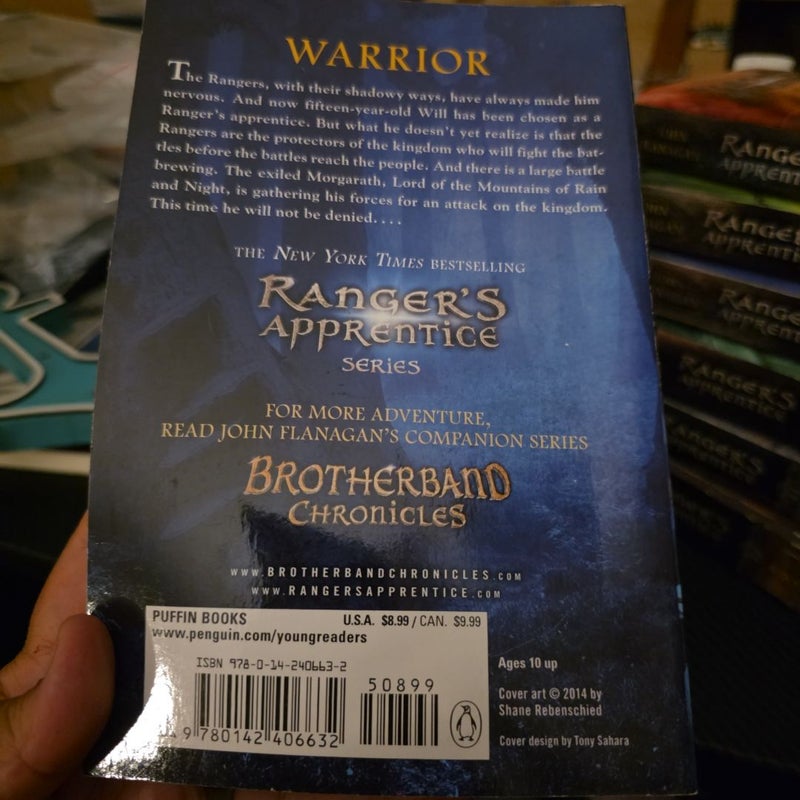 WARRIOR
The Rangers, with their shadowy ways, have always made him
nervous. And now fifteen-year-old Will has been chosen as a
Ranger's apprentice. But what he doesn't yet realize is that the
Rangers are the protectors of the kingdom who will fight the bat-
tles before the battles reach the people. And there is a large battle
brewing. The exiled Morgarath, Lord of the Mountains of Rain
and Night, is gathering his forces for an attack on the kingdom.
This time he will not be denied. . . .
THE NEW YORK TIMES BESTSELLING
RANGER'S
APPRENTICE
SERIES
FOR MORE ADVENTURE,
READ JOHN FLANAGAN'S COMPANION SERIES
BROTHERBAND
CHRONICLES
WWW.BROTHERBANDCHRONICLES.COM
WWW.RANGERSAPPRENTICE.COM
PUFFIN BOOKS U.S.A. $8.99 / CAN. $9.99
www.penguin.com/youngreaders
ISBN 978-0-14-240663-2
50899
9 780142 406632
Ages 10 up
Cover art © 2014 by
Shane Rebenschied
Cover design by Tony Sahara
RANGE
APPRENT
RANGE
APPRENT
RANGER
APPRENT
RANGER'S
APPRENTICE
RANGER'S
APPRENTICE